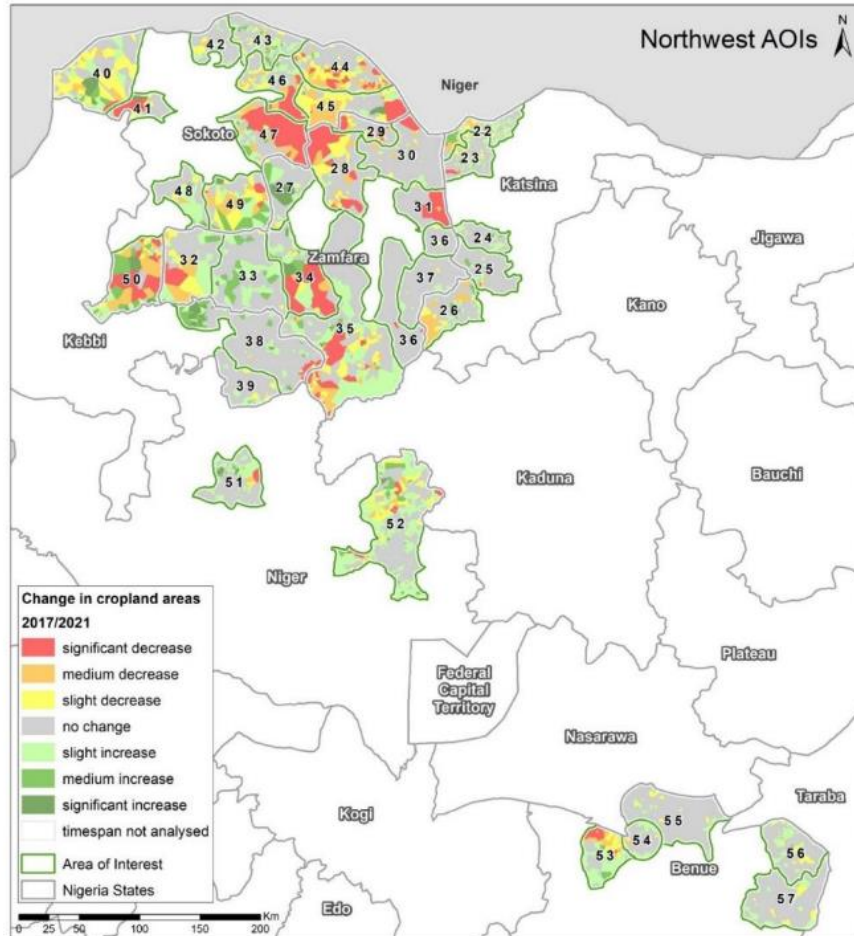 Northwest AOIs
N
40
42
43
44
41
46
45
Niger
Sokoto
47
29
22
30
23
28
Katsina
48
49
27
31
36
24
Jigawa
Zamfara
50
32
33
34
37
25
Kano
26
Kebbi
38
35
36
39
51
52
Kaduna
Bauchi
Niger
Change in cropland areas
2017/2021
significant decrease
medium decrease
slight decrease
no change
slight increase
medium increase
significant increase
timespan not analysed
Area of Interest
Nigeria States
Plateau
Federal
Capital
Territory
Nasarawa
Taraba
Kogi
55
54
53
56
Benue
57
Edo
Km
0 25 50 100 150 200